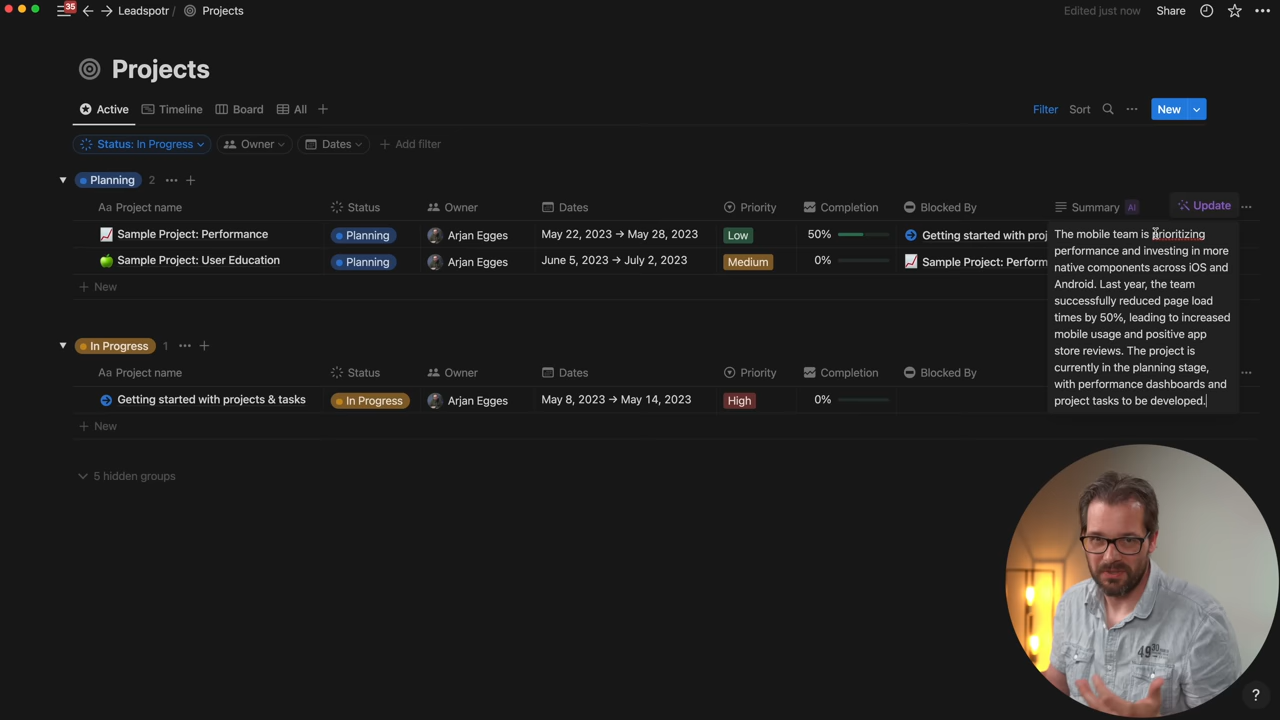 35
Leadspotr / Projects
Edited just now
Share
Projects
Active
Timeline
Board
All
Filter
Sort
New
Status: In Progress
Owner
Dates
Add filter
Planning 2
Aa Project name
Status
Owner
Dates
Priority
Completion
Blocked By
Summary AI
Update
Sample Project: Performance
Planning
Arjan Egges
May 22, 2023 → May 28, 2023
Low
50%
Getting started with proj
Sample Project: User Education
Planning
Arjan Egges
June 5, 2023 → July 2, 2023
Medium
0%
Sample Project: Perform
The mobile team is prioritizing
performance and investing in more
native components across iOS and
Android. Last year, the team
successfully reduced page load
times by 50%, leading to increased
mobile usage and positive app
store reviews. The project is
currently in the planning stage,
with performance dashboards and
project tasks to be developed.
New
In Progress 1
Aa Project name
Status
Owner
Dates
Priority
Completion
Blocked By
Getting started with projects & tasks
In Progress
Arjan Egges
May 8, 2023 → May 14, 2023
High
0%
New
5 hidden groups
?